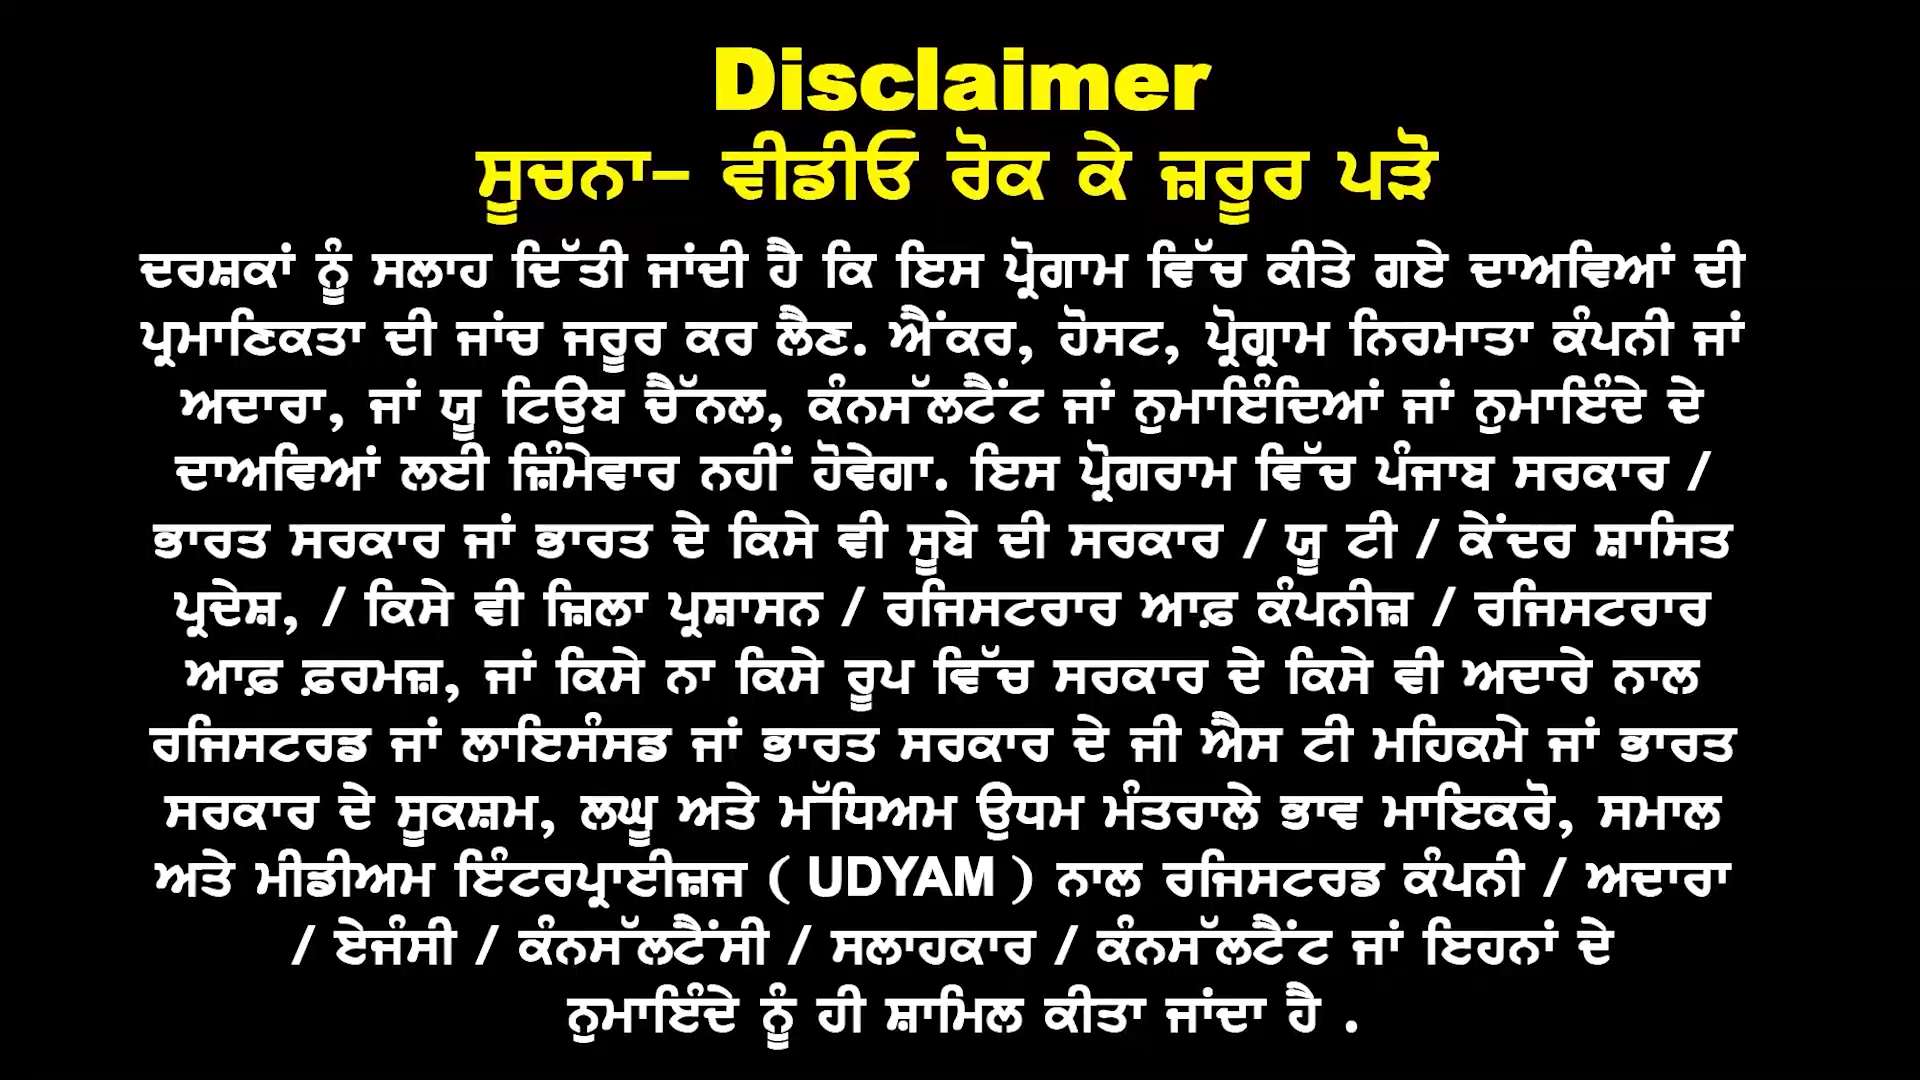 Disclaimer
ਸੂਚਨਾ- ਵੀਡੀਓ ਰੋਕ ਕੇ ਜ਼ਰੂਰ ਪੜੋ
ਦਰਸ਼ਕਾਂ ਨੂੰ ਸਲਾਹ ਦਿੱਤੀ ਜਾਂਦੀ ਹੈ ਕਿ ਇਸ ਪ੍ਰੋਗਾਮ ਵਿੱਚ ਕੀਤੇ ਗਏ ਦਾਅਵਿਆਂ ਦੀ
ਪ੍ਰਮਾਣਿਕਤਾ ਦੀ ਜਾਂਚ ਜਰੂਰ ਕਰ ਲੈਣ. ਐਂਕਰ, ਹੋਸਟ, ਪ੍ਰੋਗ੍ਰਾਮ ਨਿਰਮਾਤਾ ਕੰਪਨੀ ਜਾਂ
ਅਦਾਰਾ, ਜਾਂ ਯੂ ਟਿਊਬ ਚੈੱਨਲ, ਕੰਨਸੱਲਟੈਂਟ ਜਾਂ ਨੁਮਾਇੰਦਿਆਂ ਜਾਂ ਨੁਮਾਇੰਦੇ ਦੇ
ਦਾਅਵਿਆਂ ਲਈ ਜ਼ਿੰਮੇਵਾਰ ਨਹੀਂ ਹੋਵੇਗਾ. ਇਸ ਪ੍ਰੋਗਰਾਮ ਵਿੱਚ ਪੰਜਾਬ ਸਰਕਾਰ /
ਭਾਰਤ ਸਰਕਾਰ ਜਾਂ ਭਾਰਤ ਦੇ ਕਿਸੇ ਵੀ ਸੂਬੇ ਦੀ ਸਰਕਾਰ / ਯੂ ਟੀ / ਕੇਂਦਰ ਸ਼ਾਸਿਤ
ਪ੍ਰਦੇਸ਼, / ਕਿਸੇ ਵੀ ਜ਼ਿਲਾ ਪ੍ਰਸ਼ਾਸਨ / ਰਜਿਸਟਰਾਰ ਆਫ਼ ਕੰਪਨੀਜ਼ / ਰਜਿਸਟਰਾਰ
ਆਫ਼ ਫ਼ਰਮਜ਼, ਜਾਂ ਕਿਸੇ ਨਾ ਕਿਸੇ ਰੂਪ ਵਿੱਚ ਸਰਕਾਰ ਦੇ ਕਿਸੇ ਵੀ ਅਦਾਰੇ ਨਾਲ
ਰਜਿਸਟਰਡ ਜਾਂ ਲਾਇਸੰਸਡ ਜਾਂ ਭਾਰਤ ਸਰਕਾਰ ਦੇ ਜੀ ਐਸ ਟੀ ਮਹਿਕਮੇ ਜਾਂ ਭਾਰਤ
ਸਰਕਾਰ ਦੇ ਸੂਕਸ਼ਮ, ਲਘੂ ਅਤੇ ਮੱਧਿਅਮ ਉਧਮ ਮੰਤਰਾਲੇ ਭਾਵ ਮਾਇਕਰੋ, ਸਮਾਲ
ਅਤੇ ਮੀਡੀਅਮ ਇੰਟਰਪ੍ਰਾਈਜ਼ਜ ( UDYAM ) ਨਾਲ ਰਜਿਸਟਰਡ ਕੰਪਨੀ / ਅਦਾਰਾ
/ ਏਜੰਸੀ / ਕੰਨਸੱਲਟੈਂਸੀ / ਸਲਾਹਕਾਰ / ਕੰਨਸੱਲਟੈਂਟ ਜਾਂ ਇਹਨਾਂ ਦੇ
ਨੁਮਾਇੰਦੇ ਨੂੰ ਹੀ ਸ਼ਾਮਿਲ ਕੀਤਾ ਜਾਂਦਾ ਹੈ .